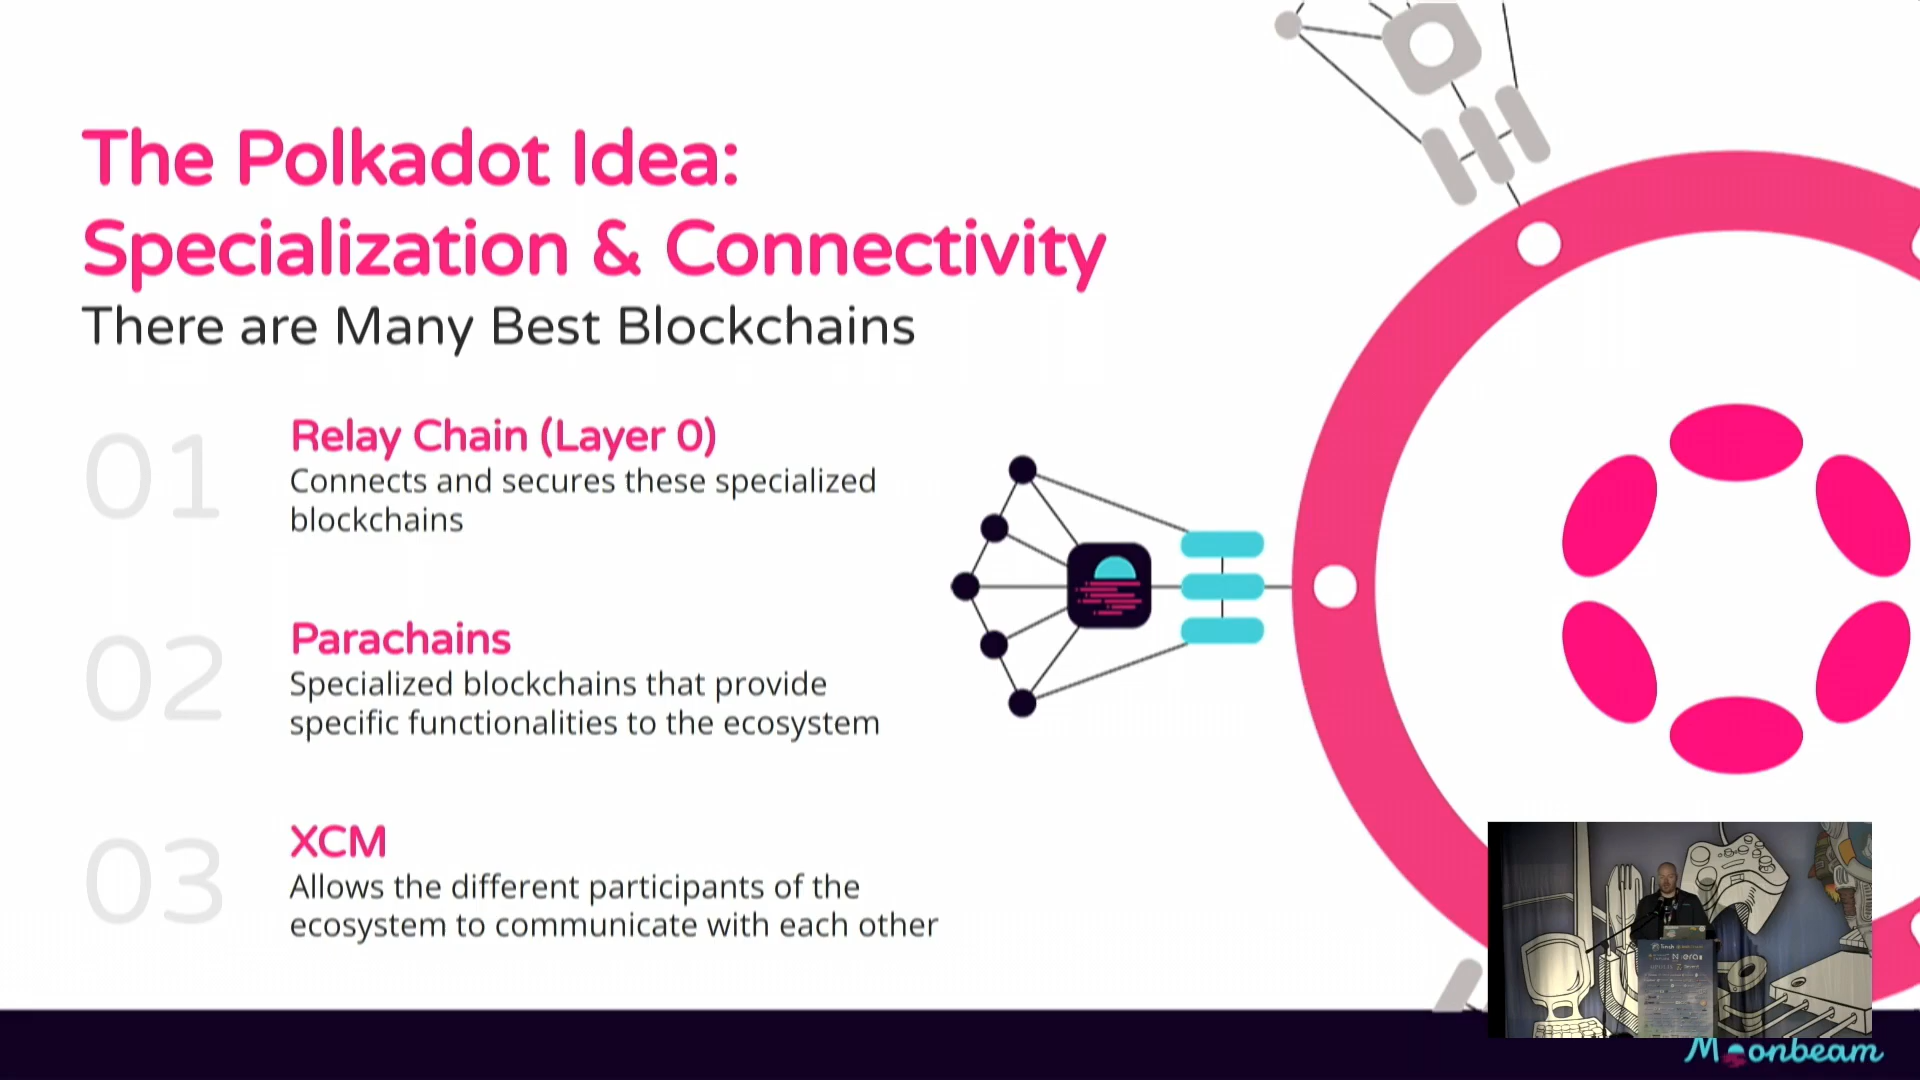 The Polkadot Idea:
Specialization & Connectivity
There are Many Best Blockchains
01
Relay Chain (Layer 0)
Connects and secures these specialized
blockchains
02
Parachains
Specialized blockchains that provide
specific functionalities to the ecosystem
03
XCM
Allows the different participants of the
ecosystem to communicate with each other
Moonbeam